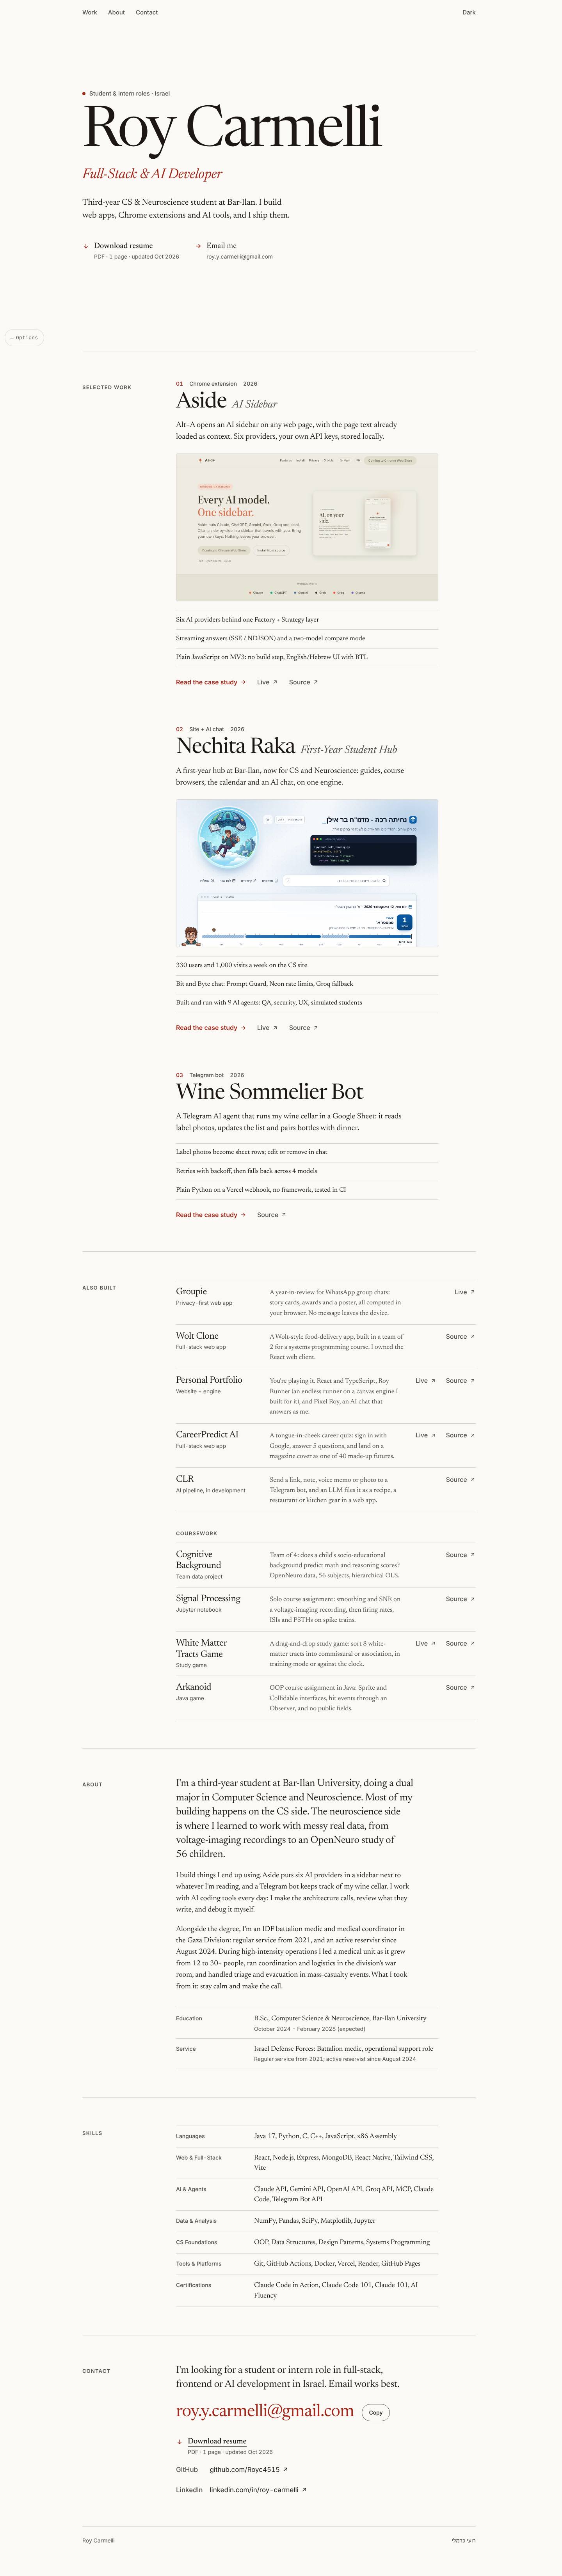 Work About Contact Dark
Student & intern roles · Israel
Roy Carmelli
Full-Stack & AI Developer
Third-year CS & Neuroscience student at Bar-Ilan. I build
web apps, Chrome extensions and AI tools, and I ship them.
↓ Download resume → Email me
PDF · 1 page · updated Oct 2026 roy.y.carmelli@gmail.com
← Options
SELECTED WORK
01 Chrome extension 2026
Aside AI Sidebar
Alt+A opens an AI sidebar on any web page, with the page text already
loaded as context. Six providers, your own API keys, stored locally.
Aside
Every AI model.
One sidebar.
Six AI providers behind one Factory + Strategy layer
Streaming answers (SSE / NDJSON) and a two-model compare mode
Plain JavaScript on MV3: no build step, English/Hebrew UI with RTL
Read the case study → Live ↗ Source ↗
02 Site + AI chat 2026
Nechita Raka First-Year Student Hub
A first-year hub at Bar-Ilan, now for CS and Neuroscience: guides, course
browsers, the calendar and an AI chat, on one engine.
נחיתה רכה - מדמ"ח בר אילן_
330 users and 1,000 visits a week on the CS site
Bit and Byte chat: Prompt Guard, Neon rate limits, Groq fallback
Built and run with 9 AI agents: QA, security, UX, simulated students
Read the case study → Live ↗ Source ↗
03 Telegram bot 2026
Wine Sommelier Bot
A Telegram AI agent that runs my wine cellar in a Google Sheet: it reads
label photos, updates the list and pairs bottles with dinner.
Label photos become sheet rows; edit or remove in chat
Retries with backoff, then falls back across 4 models
Plain Python on a Vercel webhook, no framework, tested in CI
Read the case study → Source ↗
ALSO BUILT
Groupie
Privacy-first web app
A year-in-review for WhatsApp group chats:
story cards, awards and a poster, all computed in
your browser. No message leaves the device.
Live ↗
Wolt Clone
Full-stack web app
A Wolt-style food-delivery app, built in a team of
2 for a systems programming course. I owned the
React web client.
Source ↗
Personal Portfolio
Website + engine
You're playing it. React and TypeScript, Roy
Runner (an endless runner on a canvas engine I
built for it), and Pixel Roy, an AI chat that
answers as me.
Live ↗ Source ↗
CareerPredict AI
Full-stack web app
A tongue-in-cheek career quiz: sign in with
Google, answer 5 questions, and land on a
magazine cover as one of 40 made-up futures.
Live ↗ Source ↗
CLR
AI pipeline, in development
Send a link, note, voice memo or photo to a
Telegram bot, and an LLM files it as a recipe, a
restaurant or kitchen gear in a web app.
Source ↗
COURSEWORK
Cognitive
Background
Team data project
Team of 4: does a child's socio-educational
background predict math and reasoning scores?
OpenNeuro data, 56 subjects, hierarchical OLS.
Source ↗
Signal Processing
Jupyter notebook
Solo course assignment: smoothing and SNR on
a voltage-imaging recording, then firing rates,
ISIs and PSTHs on spike trains.
Source ↗
White Matter
Tracts Game
Study game
A drag-and-drop study game: sort 8 white-
matter tracts into commissural or association, in
training mode or against the clock.
Live ↗ Source ↗
Arkanoid
Java game
OOP course assignment in Java: Sprite and
Collidable interfaces, hit events through an
Observer, and no public fields.
Source ↗
ABOUT
I'm a third-year student at Bar-Ilan University, doing a dual
major in Computer Science and Neuroscience. Most of my
building happens on the CS side. The neuroscience side
is where I learned to work with messy real data, from
voltage-imaging recordings to an OpenNeuro study of
56 children.
I build things I end up using. Aside puts six AI providers in a sidebar next to
whatever I'm reading, and a Telegram bot keeps track of my wine cellar. I work
with AI coding tools every day: I make the architecture calls, review what they
write, and debug it myself.
Alongside the degree, I'm an IDF battalion medic and medical coordinator in
the Gaza Division: regular service from 2021, and an active reservist since
August 2024. During high-intensity operations I led a medical unit as it grew
from 12 to 30+ people, ran coordination and logistics in the division's war
room, and handled triage and evacuation in mass-casualty events. What I took
from it: stay calm and make the call.
Education B.Sc., Computer Science & Neuroscience, Bar-Ilan University
October 2024 – February 2028 (expected)
Service Israel Defense Forces: Battalion medic, operational support role
Regular service from 2021; active reservist since August 2024
SKILLS
Languages Java 17, Python, C, C++, JavaScript, x86 Assembly
Web & Full-Stack React, Node.js, Express, MongoDB, React Native, Tailwind CSS,
Vite
AI & Agents Claude API, Gemini API, OpenAI API, Groq API, MCP, Claude
Code, Telegram Bot API
Data & Analysis NumPy, Pandas, SciPy, Matplotlib, Jupyter
CS Foundations OOP, Data Structures, Design Patterns, Systems Programming
Tools & Platforms Git, GitHub Actions, Docker, Vercel, Render, GitHub Pages
Certifications Claude Code in Action, Claude Code 101, Claude 101, AI
Fluency
CONTACT
I'm looking for a student or intern role in full-stack,
frontend or AI development in Israel. Email works best.
roy.y.carmelli@gmail.com Copy
↓ Download resume
PDF · 1 page · updated Oct 2026
GitHub github.com/Royc4515 ↗
LinkedIn linkedin.com/in/roy-carmelli ↗
Roy Carmelli רועי כרמלי